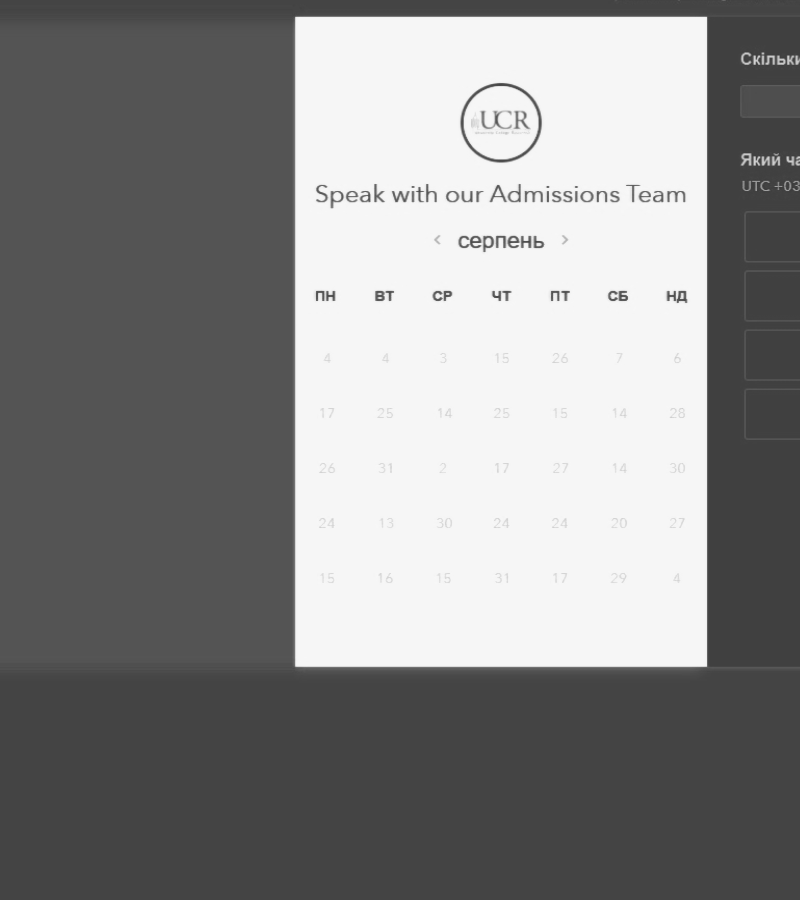 UCR
Speak with our Admissions Team
серпень
ПН ВТ СР ЧТ ПТ СБ НД
4 4 3 15 26 7 6
17 25 14 25 15 14 28
26 31 2 17 27 14 30
24 13 30 24 24 20 27
15 16 15 31 17 29 4
Скільки
Який ча
UTC +03